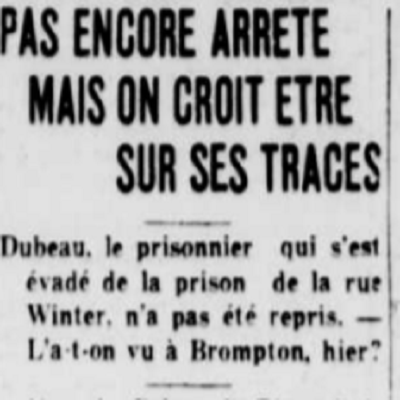 PAS ENCORE ARRETE
MAIS ON CROIT ETRE
SUR SES TRACES
Dubeau, le prisonnier qui s'est
évadé de la prison de la rue
Winter, n'a pas été repris. —
L'a-t-on vu à Brompton, hier?